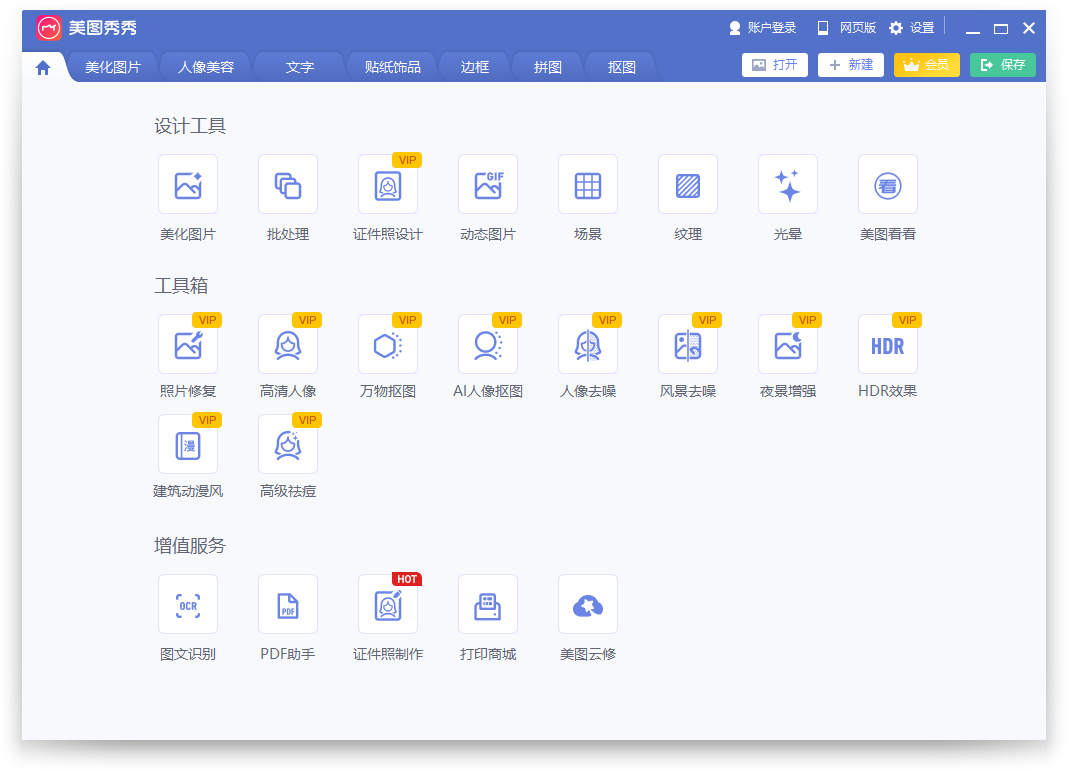 美图秀秀 账户登录 网页版 设置
美化图片 人像美容 文字 贴纸饰品 边框 拼图 抠图 打开 新建 会员 保存
设计工具
VIP
GIF
看
美化图片 批处理 证件照设计 动态图片 场景 纹理 光晕 美图看看
工具箱
VIP VIP VIP VIP VIP VIP VIP VIP
HDR
照片修复 高清人像 万物抠图 AI人像抠图 人像去噪 风景去噪 夜景增强 HDR效果
VIP VIP
漫
建筑动漫风 高级祛痘
增值服务
HOT
OCR PDF
图文识别 PDF助手 证件照制作 打印商城 美图云修